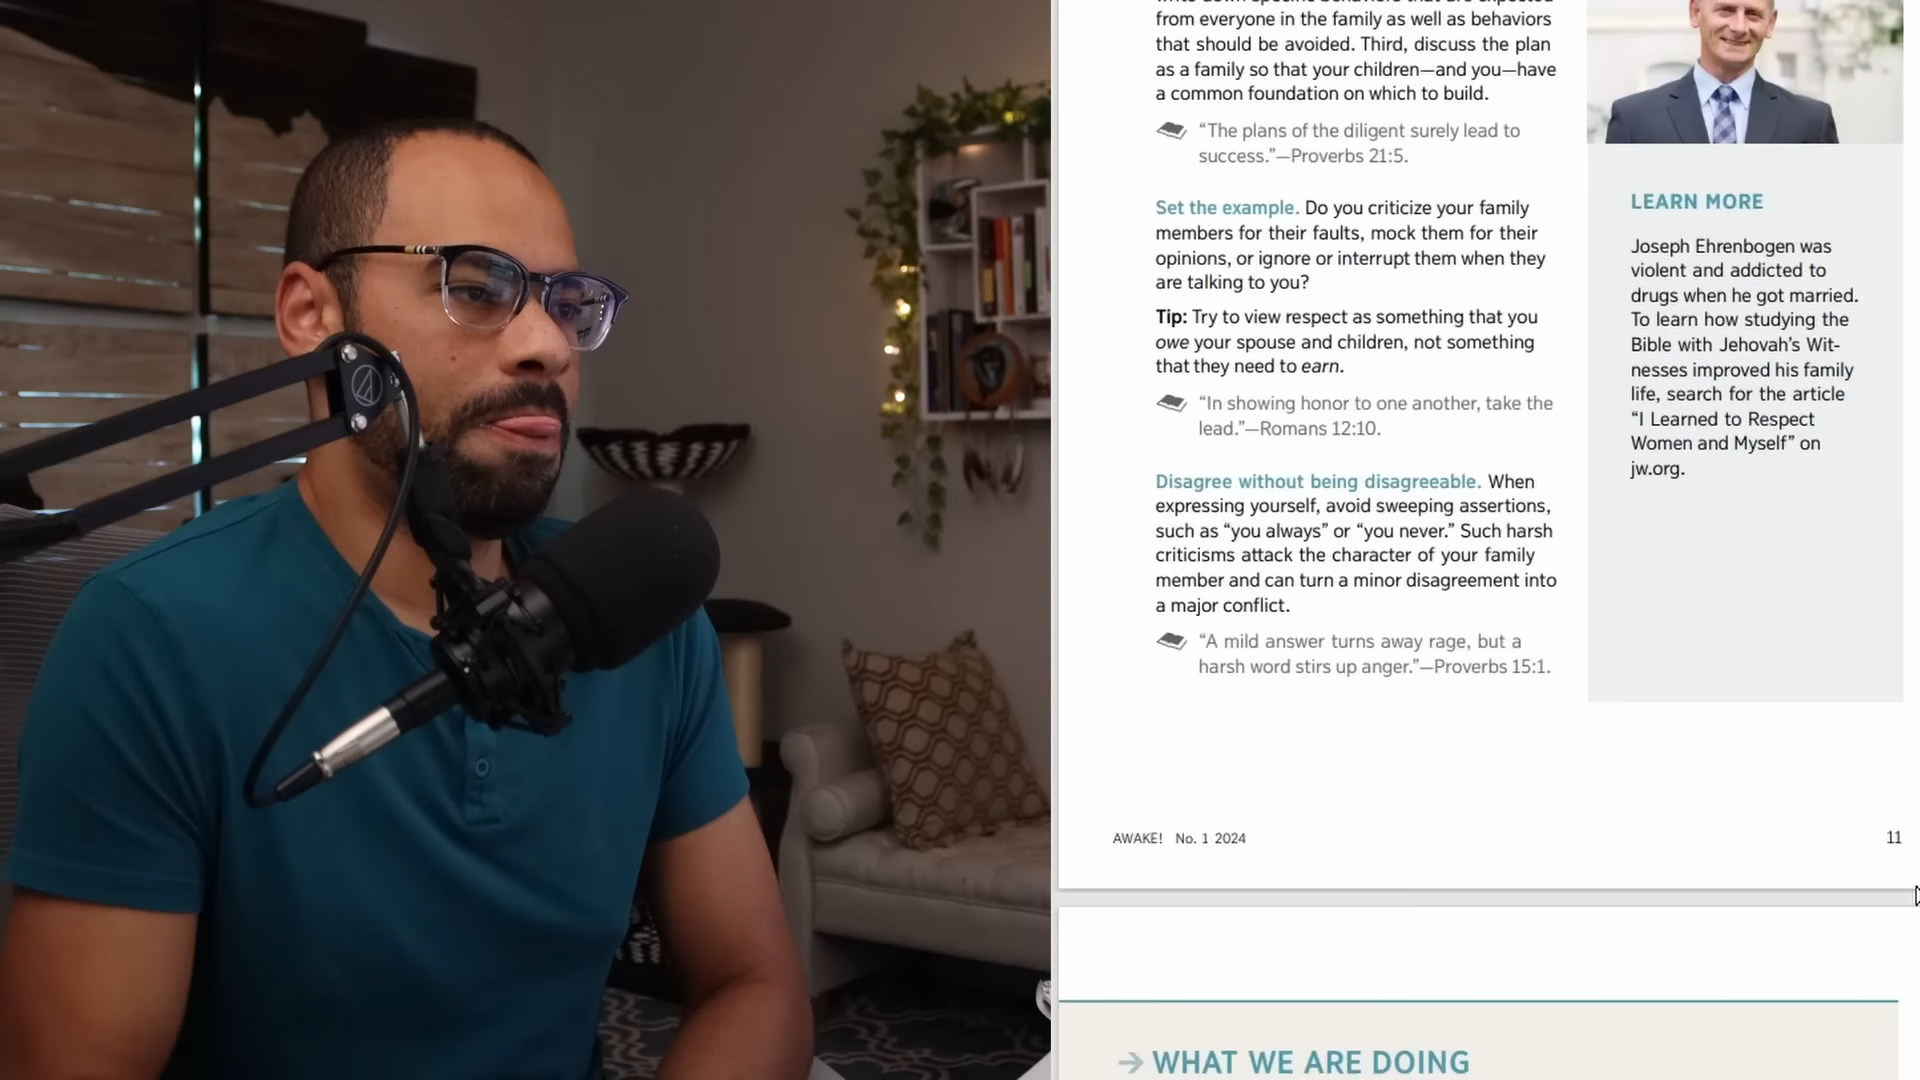 from everyone in the family as well as behaviors
that should be avoided. Third, discuss the plan
as a family so that your children—and you—have
a common foundation on which to build.
“The plans of the diligent surely lead to
success.”—Proverbs 21:5.
Set the example. Do you criticize your family
members for their faults, mock them for their
opinions, or ignore or interrupt them when they
are talking to you?
Tip: Try to view respect as something that you
owe your spouse and children, not something
that they need to earn.
“In showing honor to one another, take the
lead.”—Romans 12:10.
Disagree without being disagreeable. When
expressing yourself, avoid sweeping assertions,
such as “you always” or “you never.” Such harsh
criticisms attack the character of your family
member and can turn a minor disagreement into
a major conflict.
“A mild answer turns away rage, but a
harsh word stirs up anger.”—Proverbs 15:1.
LEARN MORE
Joseph Ehrenbogen was
violent and addicted to
drugs when he got married.
To learn how studying the
Bible with Jehovah’s Wit-
nesses improved his family
life, search for the article
“I Learned to Respect
Women and Myself” on
jw.org.
AWAKE! No. 1 2024
11
→ WHAT WE ARE DOING